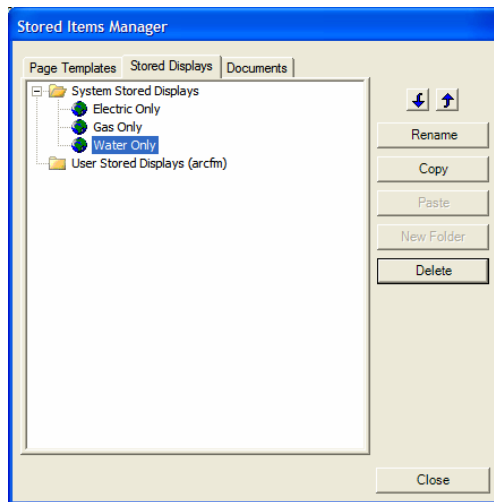 Stored Items Manager
Page Templates Stored Displays Documents
System Stored Displays
Electric Only
Gas Only
Water Only
User Stored Displays (arcfm)
Rename
Copy
Paste
New Folder
Delete
Close